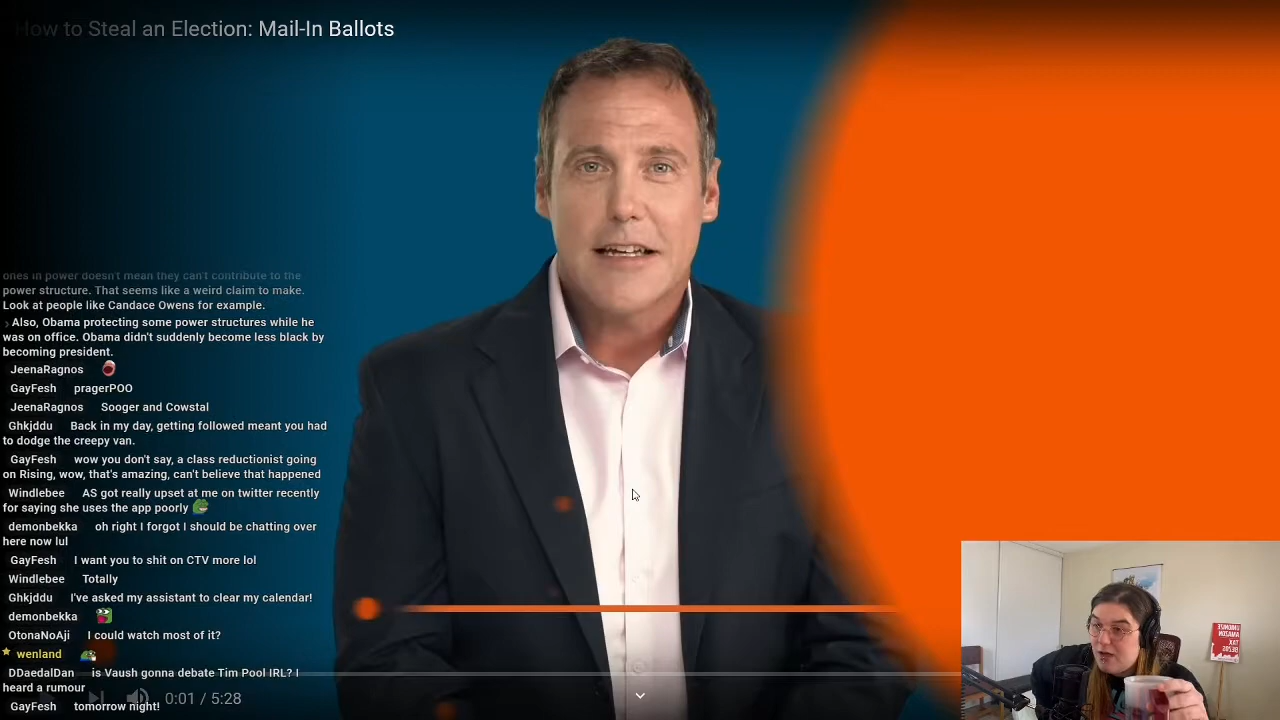 How to Steal an Election: Mail-In Ballots
ones in power doesn't mean they can't contribute to the
power structure. That seems like a weird claim to make.
Look at people like Candace Owens for example.
Also, Obama protecting some power structures while he
was on office. Obama didn't suddenly become less black by
becoming president.
JeenaRagnos
GayFesh pragerPOO
JeenaRagnos Sooger and Cowstal
Ghkjddu Back in my day, getting followed meant you had
to dodge the creepy van.
GayFesh wow you don't say, a class reductionist going
on Rising, wow, that's amazing, can't believe that happened
Windlebee AS got really upset at me on twitter recently
for saying she uses the app poorly
demonbekka oh right I forgot I should be chatting over
here now lul
GayFesh I want you to shit on CTV more lol
Windlebee Totally
Ghkjddu I've asked my assistant to clear my calendar!
demonbekka
OtonaNoAji I could watch most of it?
wenland
DDaedalDan is Vaush gonna debate Tim Pool IRL? I
heard a rumour
GayFesh tomorrow night!
0:01 / 5:28
UNIONIZE
AMAZON
TAX
BEZOS